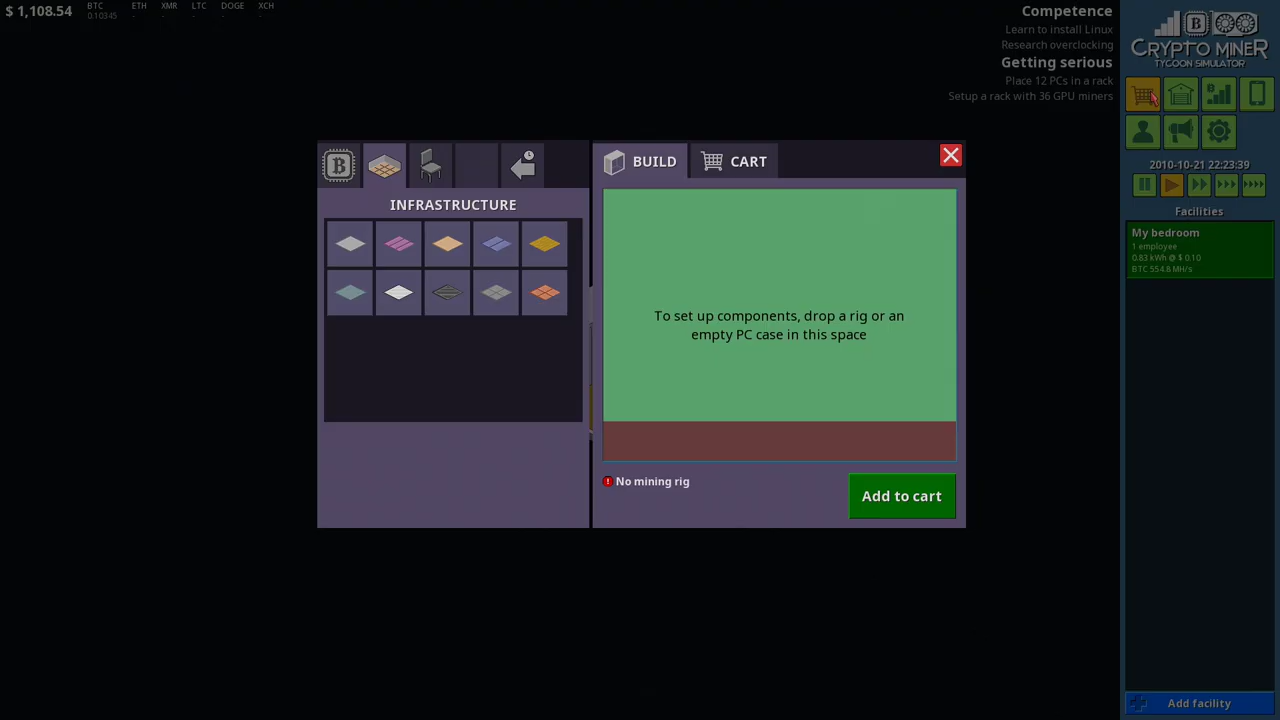 $ 1,108.54
BTC ETH XMR LTC DOGE XCH
0.10345 - - - - -
Competence
Learn to install Linux
Research overclocking
Getting serious
Place 12 PCs in a rack
Setup a rack with 36 GPU miners
CRYPTO MINER
TYCOON SIMULATOR
2010-10-21 22:23:39
Facilities
My bedroom
1 employee
0.83 kWh @ $ 0.10
BTC 554.8 MH/s
Add facility
INFRASTRUCTURE
BUILD
CART
To set up components, drop a rig or an
empty PC case in this space
No mining rig
Add to cart